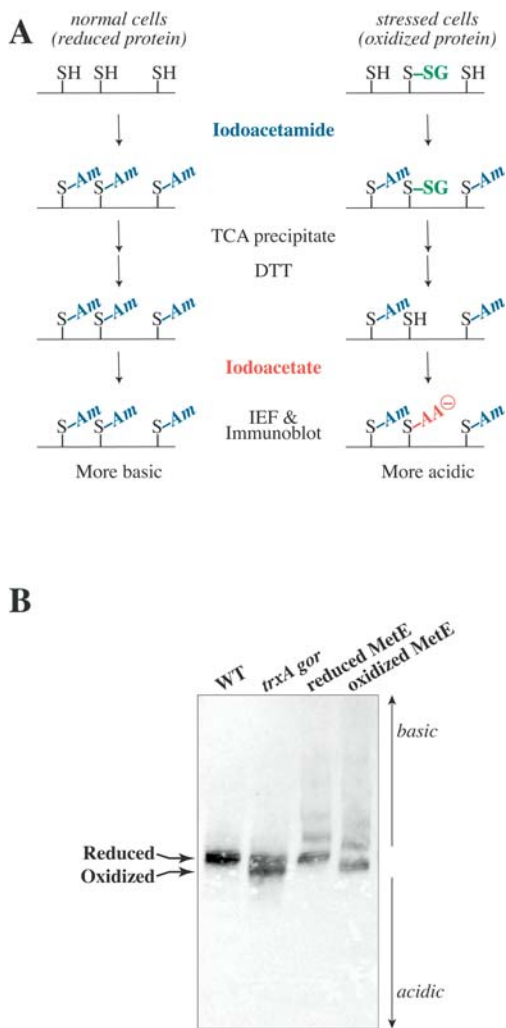 A
normal cells
(reduced protein)
stressed cells
(oxidized protein)
SH SH SH
SH S–SG SH
Iodoacetamide
S–Am S–Am S–Am
S–Am S–SG S–Am
TCA precipitate
DTT
S–Am S–Am S–Am
S–Am SH S–Am
Iodoacetate
S–Am S–Am S–Am
IEF &
Immunoblot
S–Am S–AA⊖ S–Am
More basic
More acidic
B
WT
trxA gor
reduced MetE
oxidized MetE
basic
Reduced
Oxidized
acidic